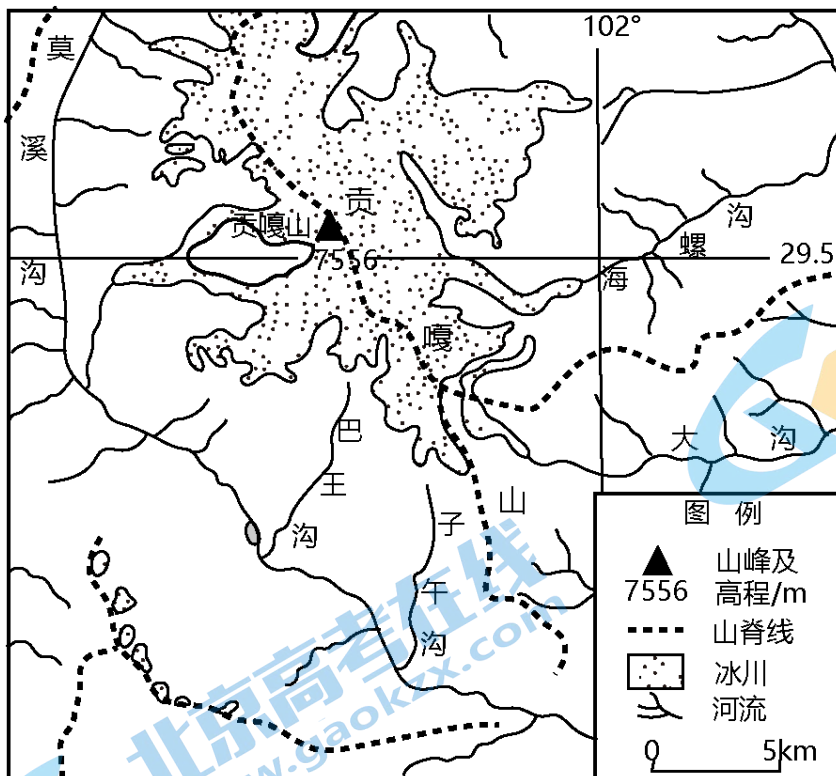 102°
莫溪沟
贡嘎山
贡嘎山
7556
29.5
海螺沟
巴王沟
子午沟
大沟
图 例
7556
山峰及
高程/m
山脊线
冰川
河流
0 5km
北京高考在线
www.gaokzx.com